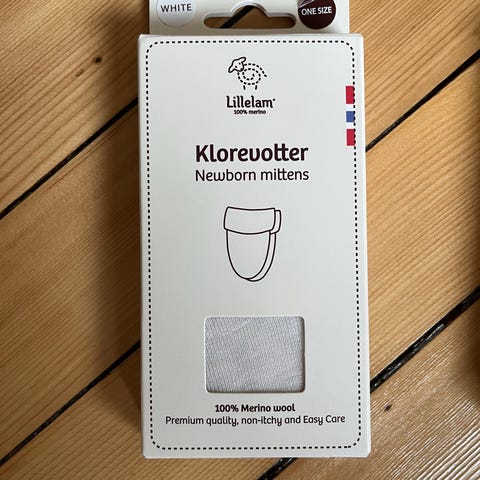 WHITE
ONE SIZE
Lillelam
100% merino
Klorevotter
Newborn mittens
100% Merino wool
Premium quality, non-itchy and Easy Care